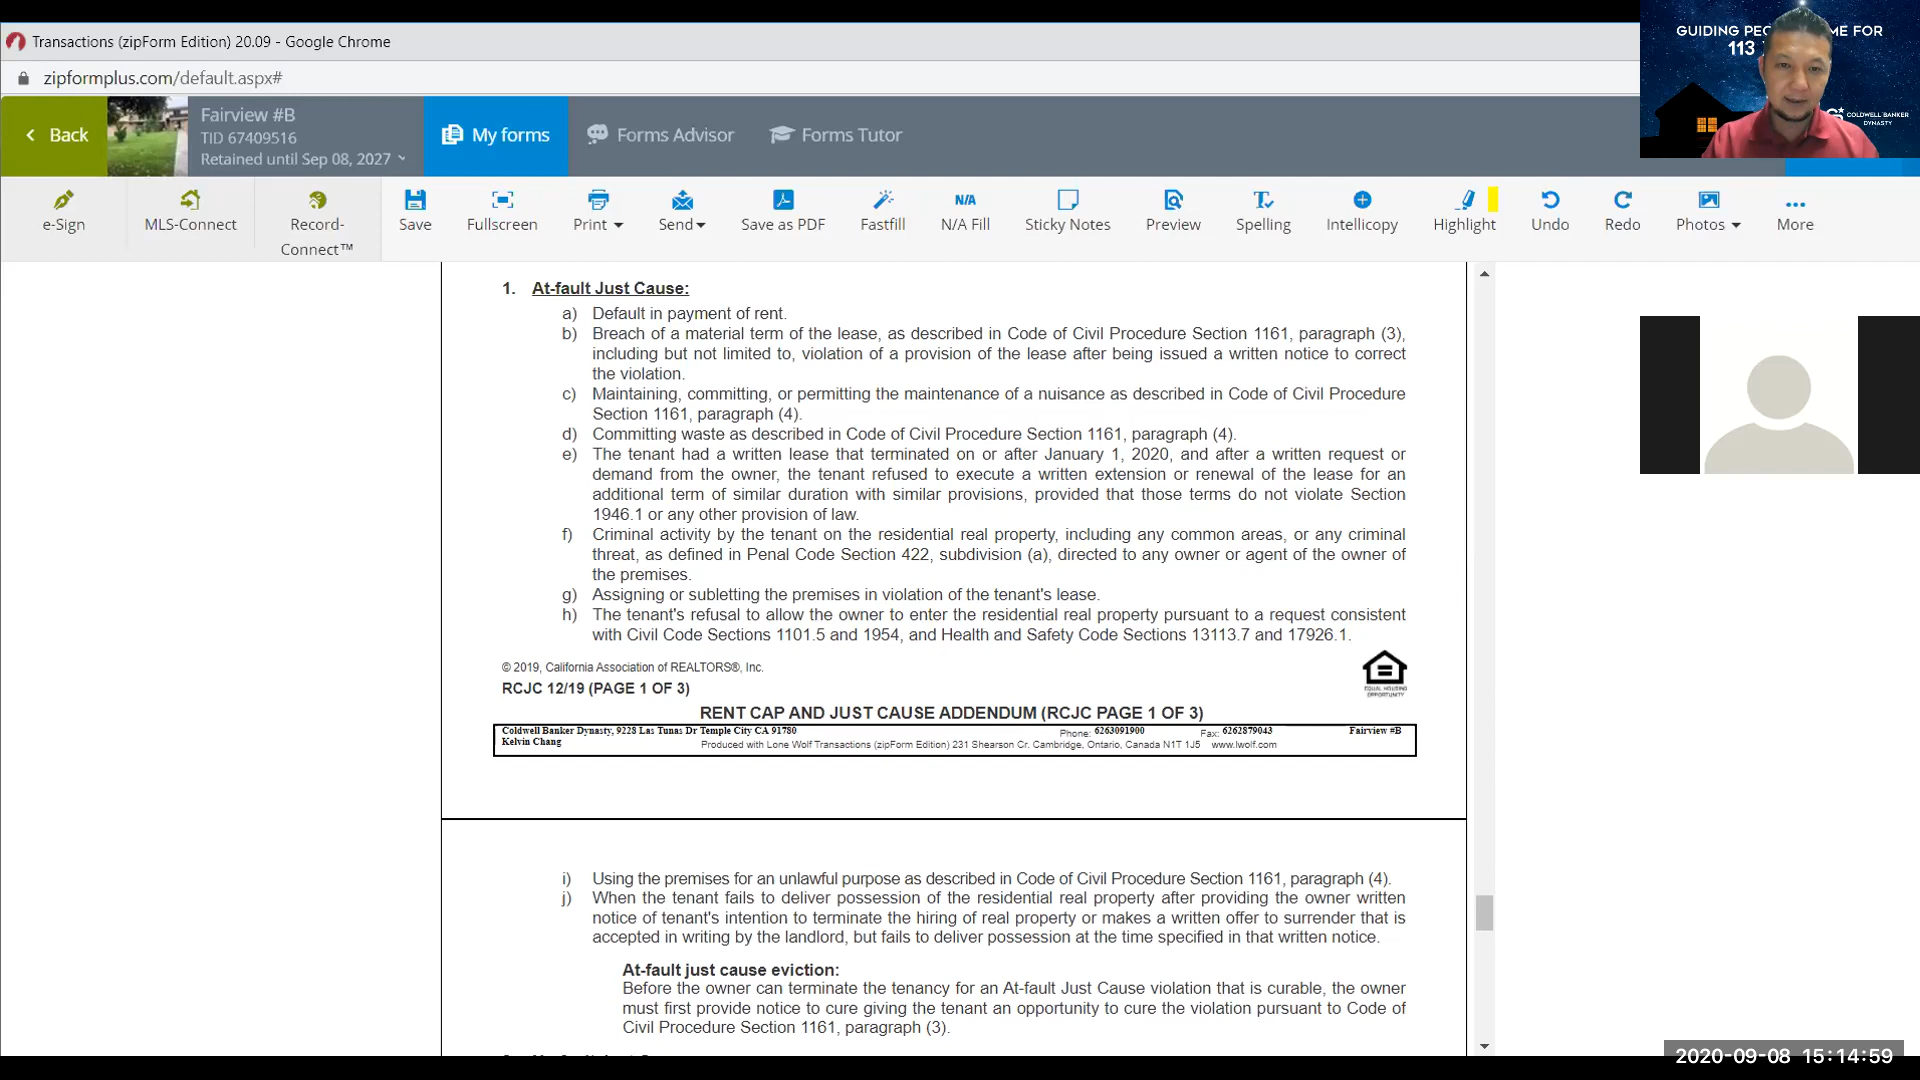 Transactions (zipForm Edition) 20.09 - Google Chrome
zipformplus.com/default.aspx#
GUIDING PEO ME FOR
113
COLDWELL BANKER
DYNASTY
Back
Fairview #B
TID 67409516
Retained until Sep 08, 2027
My forms
Forms Advisor
Forms Tutor
e-Sign
MLS-Connect
Record-
Connect™
Save
Fullscreen
Print
Send
Save as PDF
Fastfill
N/A
N/A Fill
Sticky Notes
Preview
Spelling
Intellicopy
Highlight
Undo
Redo
Photos
More
1. At-fault Just Cause:
a) Default in payment of rent.
b) Breach of a material term of the lease, as described in Code of Civil Procedure Section 1161, paragraph (3),
including but not limited to, violation of a provision of the lease after being issued a written notice to correct
the violation.
c) Maintaining, committing, or permitting the maintenance of a nuisance as described in Code of Civil Procedure
Section 1161, paragraph (4).
d) Committing waste as described in Code of Civil Procedure Section 1161, paragraph (4).
e) The tenant had a written lease that terminated on or after January 1, 2020, and after a written request or
demand from the owner, the tenant refused to execute a written extension or renewal of the lease for an
additional term of similar duration with similar provisions, provided that those terms do not violate Section
1946.1 or any other provision of law.
f) Criminal activity by the tenant on the residential real property, including any common areas, or any criminal
threat, as defined in Penal Code Section 422, subdivision (a), directed to any owner or agent of the owner of
the premises.
g) Assigning or subletting the premises in violation of the tenant's lease.
h) The tenant's refusal to allow the owner to enter the residential real property pursuant to a request consistent
with Civil Code Sections 1101.5 and 1954, and Health and Safety Code Sections 13113.7 and 17926.1.
© 2019, California Association of REALTORS®, Inc.
RCJC 12/19 (PAGE 1 OF 3)
EQUAL HOUSING
OPPORTUNITY
RENT CAP AND JUST CAUSE ADDENDUM (RCJC PAGE 1 OF 3)
Coldwell Banker Dynasty, 9228 Las Tunas Dr Temple City CA 91780 Phone: 6263091900 Fax: 6262879043 Fairview #B
Kelvin Chang Produced with Lone Wolf Transactions (zipForm Edition) 231 Shearson Cr. Cambridge, Ontario, Canada N1T 1J5 www.lwolf.com
i) Using the premises for an unlawful purpose as described in Code of Civil Procedure Section 1161, paragraph (4).
j) When the tenant fails to deliver possession of the residential real property after providing the owner written
notice of tenant's intention to terminate the hiring of real property or makes a written offer to surrender that is
accepted in writing by the landlord, but fails to deliver possession at the time specified in that written notice.
At-fault just cause eviction:
Before the owner can terminate the tenancy for an At-fault Just Cause violation that is curable, the owner
must first provide notice to cure giving the tenant an opportunity to cure the violation pursuant to Code of
Civil Procedure Section 1161, paragraph (3).
2020-09-08 15:14:59